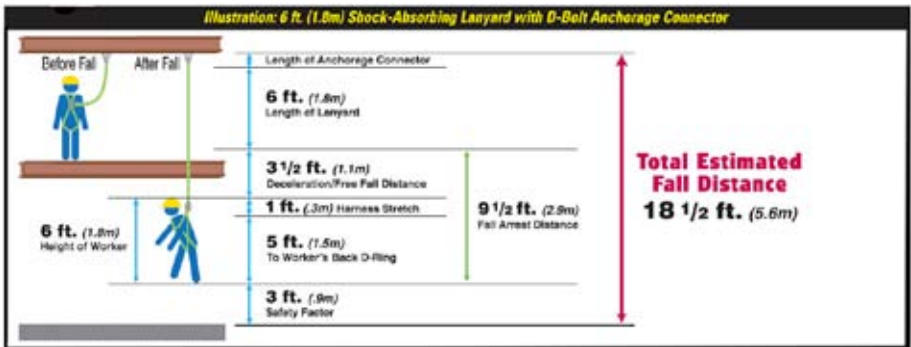 Illustration: 6 ft. (1.8m) Shock-Absorbing Lanyard with D-Bolt Anchorage Connector
Before Fall
After Fall
Length of Anchorage Connector
6 ft. (1.8m)
Length of Lanyard
3 1/2 ft. (1.1m)
Deceleration/Free Fall Distance
1 ft. (.3m) Harness Stretch
5 ft. (1.5m)
To Worker's Back D-Ring
3 ft. (.9m)
Safety Factor
6 ft. (1.8m)
Height of Worker
9 1/2 ft. (2.9m)
Fall Arrest Distance
Total Estimated
Fall Distance
18 1/2 ft. (5.6m)